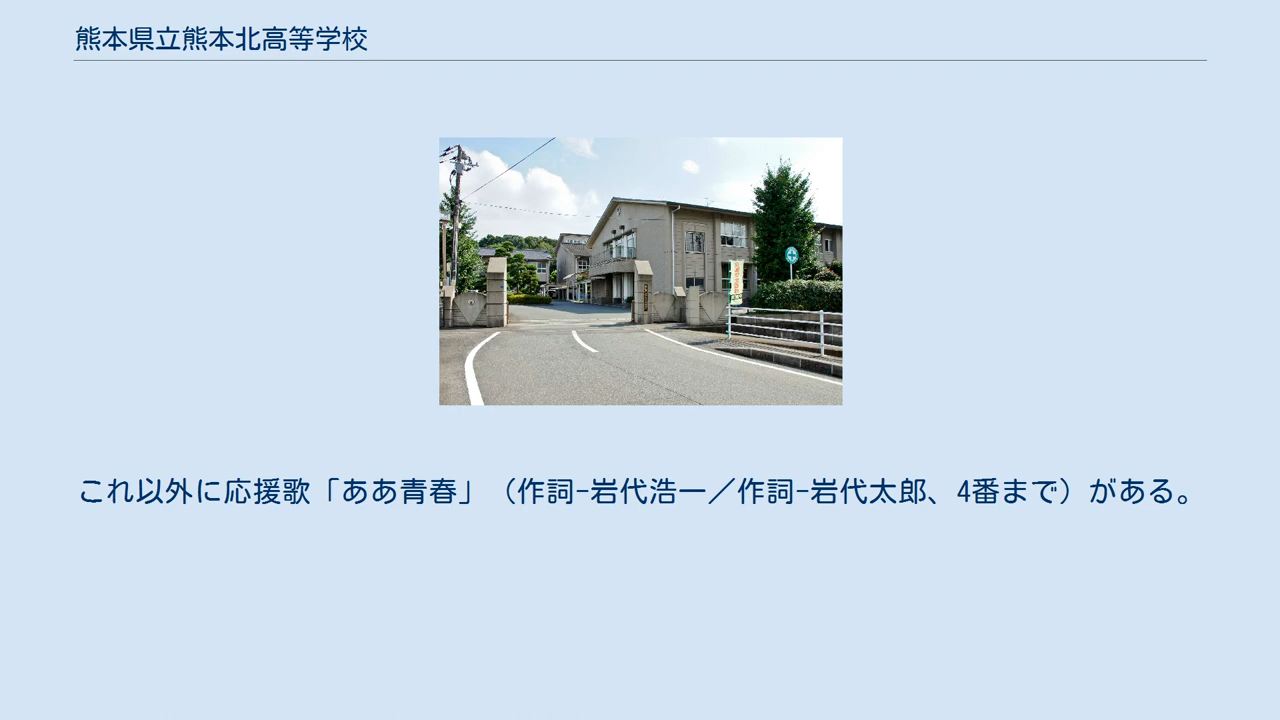 熊本県立熊本北高等学校
これ以外に応援歌「ああ青春」（作詞-岩代浩一／作詞-岩代太郎、4番まで）がある。